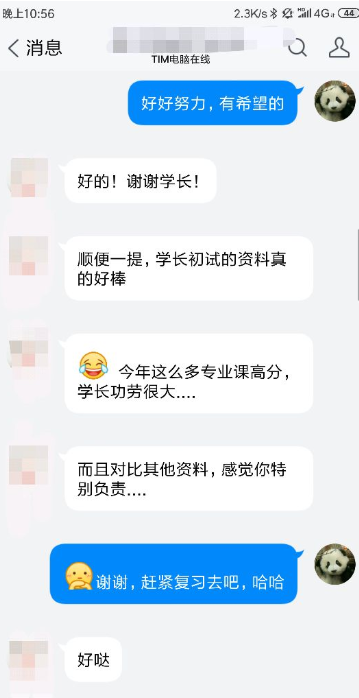 晚上10:56
2.3K/s
4G
44
消息
TIM电脑在线
好好努力，有希望的
好的！谢谢学长！
顺便一提，学长初试的资料真
的好棒
今年这么多专业课高分，
学长功劳很大....
而且对比其他资料，感觉你特
别负责....
谢谢，赶紧复习去吧，哈哈
好哒